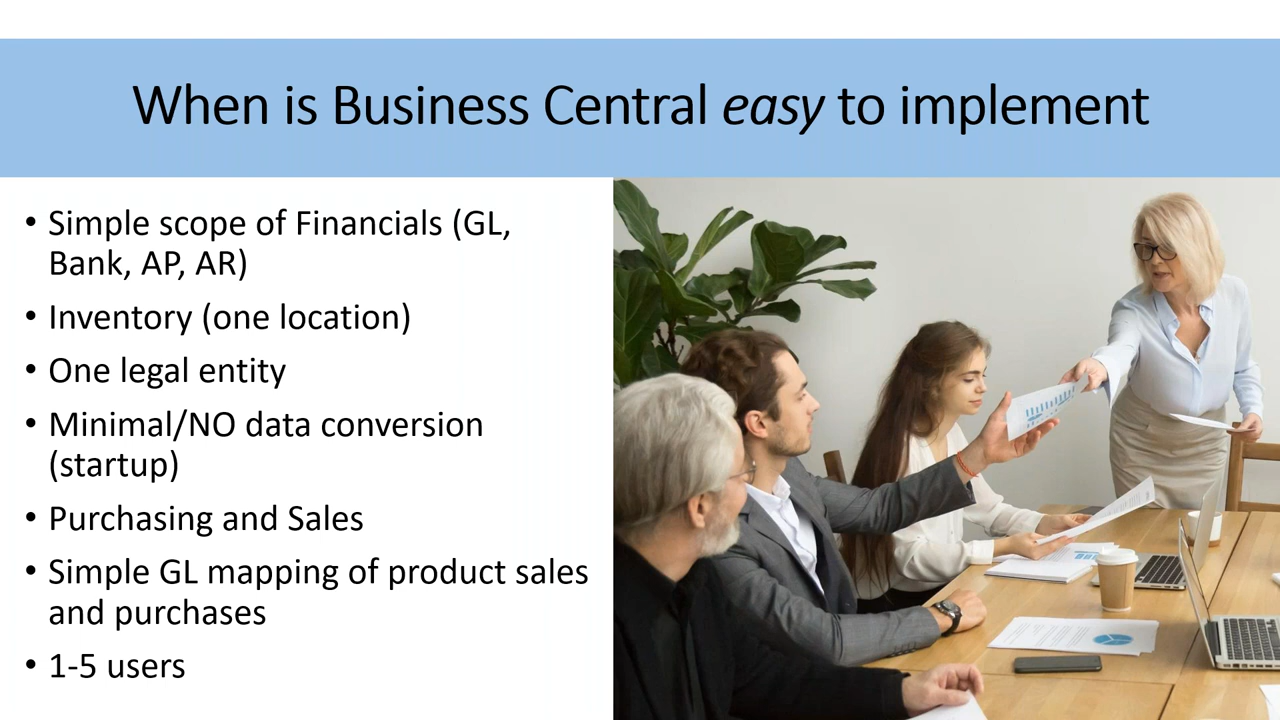 When is Business Central easy to implement
• Simple scope of Financials (GL,
Bank, AP, AR)
• Inventory (one location)
• One legal entity
• Minimal/NO data conversion
(startup)
• Purchasing and Sales
• Simple GL mapping of product sales
and purchases
• 1-5 users